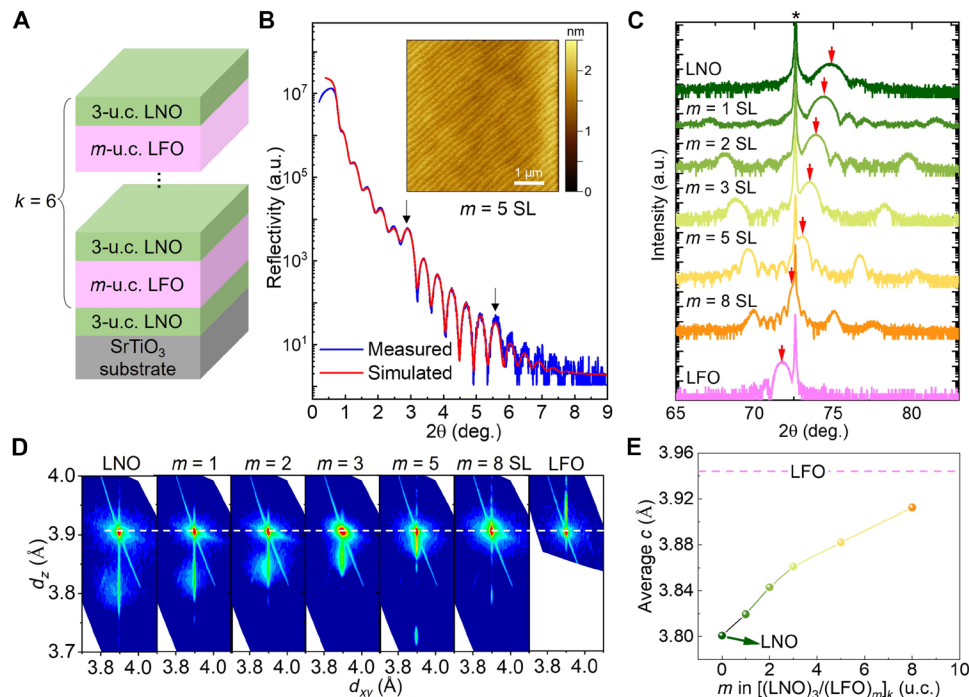 A
3-u.c. LNO
m-u.c. LFO
k = 6
3-u.c. LNO
m-u.c. LFO
3-u.c. LNO
SrTiO3
substrate
B
Reflectivity (a.u.)
10^7
10^5
10^3
10^1
nm
2
1
0
1 μm
m = 5 SL
Measured
Simulated
0 1 2 3 4 5 6 7 8 9
2θ (deg.)
C
*
Intensity (a.u.)
LNO
m = 1 SL
m = 2 SL
m = 3 SL
m = 5 SL
m = 8 SL
LFO
65 70 75 80
2θ (deg.)
D
LNO m = 1 m = 2 m = 3 m = 5 m = 8 SL LFO
4.0
3.9
3.8
3.7
d_z (Å)
3.8 4.0 3.8 4.0 3.8 4.0 3.8 4.0 3.8 4.0 3.8 4.0 3.8 4.0
d_xy (Å)
E
3.96
3.92
3.88
3.84
3.80
Average c (Å)
LFO
LNO
0 2 4 6 8 10
m in [(LNO)3/(LFO)m]k (u.c.)